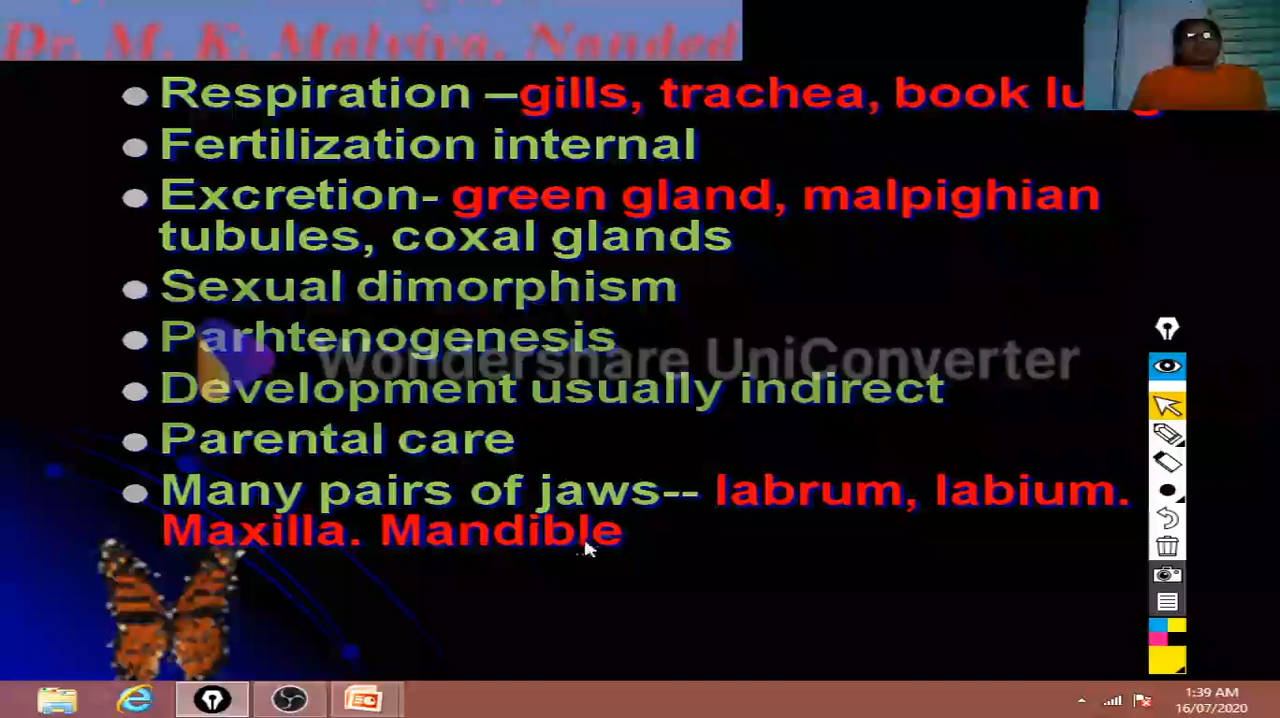 Dr. M. K. Malviya, Nanded
Respiration –gills, trachea, book
Fertilization internal
Excretion- green gland, malpighian
tubules, coxal glands
Sexual dimorphism
Parhtenogenesis
Wondershare UniConverter
Development usually indirect
Parental care
Many pairs of jaws-- labrum, labium.
Maxilla. Mandible
1:39 AM
16/07/2020